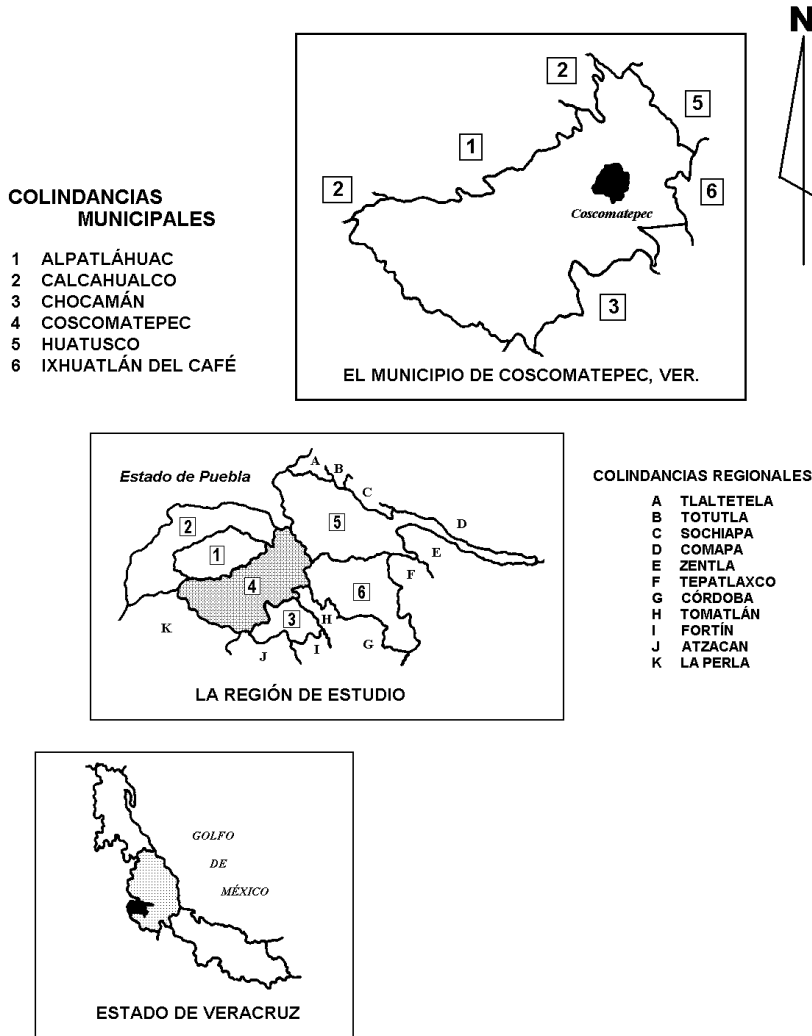 N
2
5
1
2
6
Coscomatepec
3
EL MUNICIPIO DE COSCOMATEPEC, VER.
COLINDANCIAS
MUNICIPALES
1 ALPATLÁHUAC
2 CALCAHUALCO
3 CHOCAMÁN
4 COSCOMATEPEC
5 HUATUSCO
6 IXHUATLÁN DEL CAFÉ
Estado de Puebla
A
B
C
D
2
5
1
E
4
F
6
K
3
H
J
I
G
LA REGIÓN DE ESTUDIO
COLINDANCIAS REGIONALES
A TLALTETELA
B TOTUTLA
C SOCHIAPA
D COMAPA
E ZENTLA
F TEPATLAXCO
G CÓRDOBA
H TOMATLÁN
I FORTÍN
J ATZACAN
K LA PERLA
GOLFO
DE
MÉXICO
ESTADO DE VERACRUZ